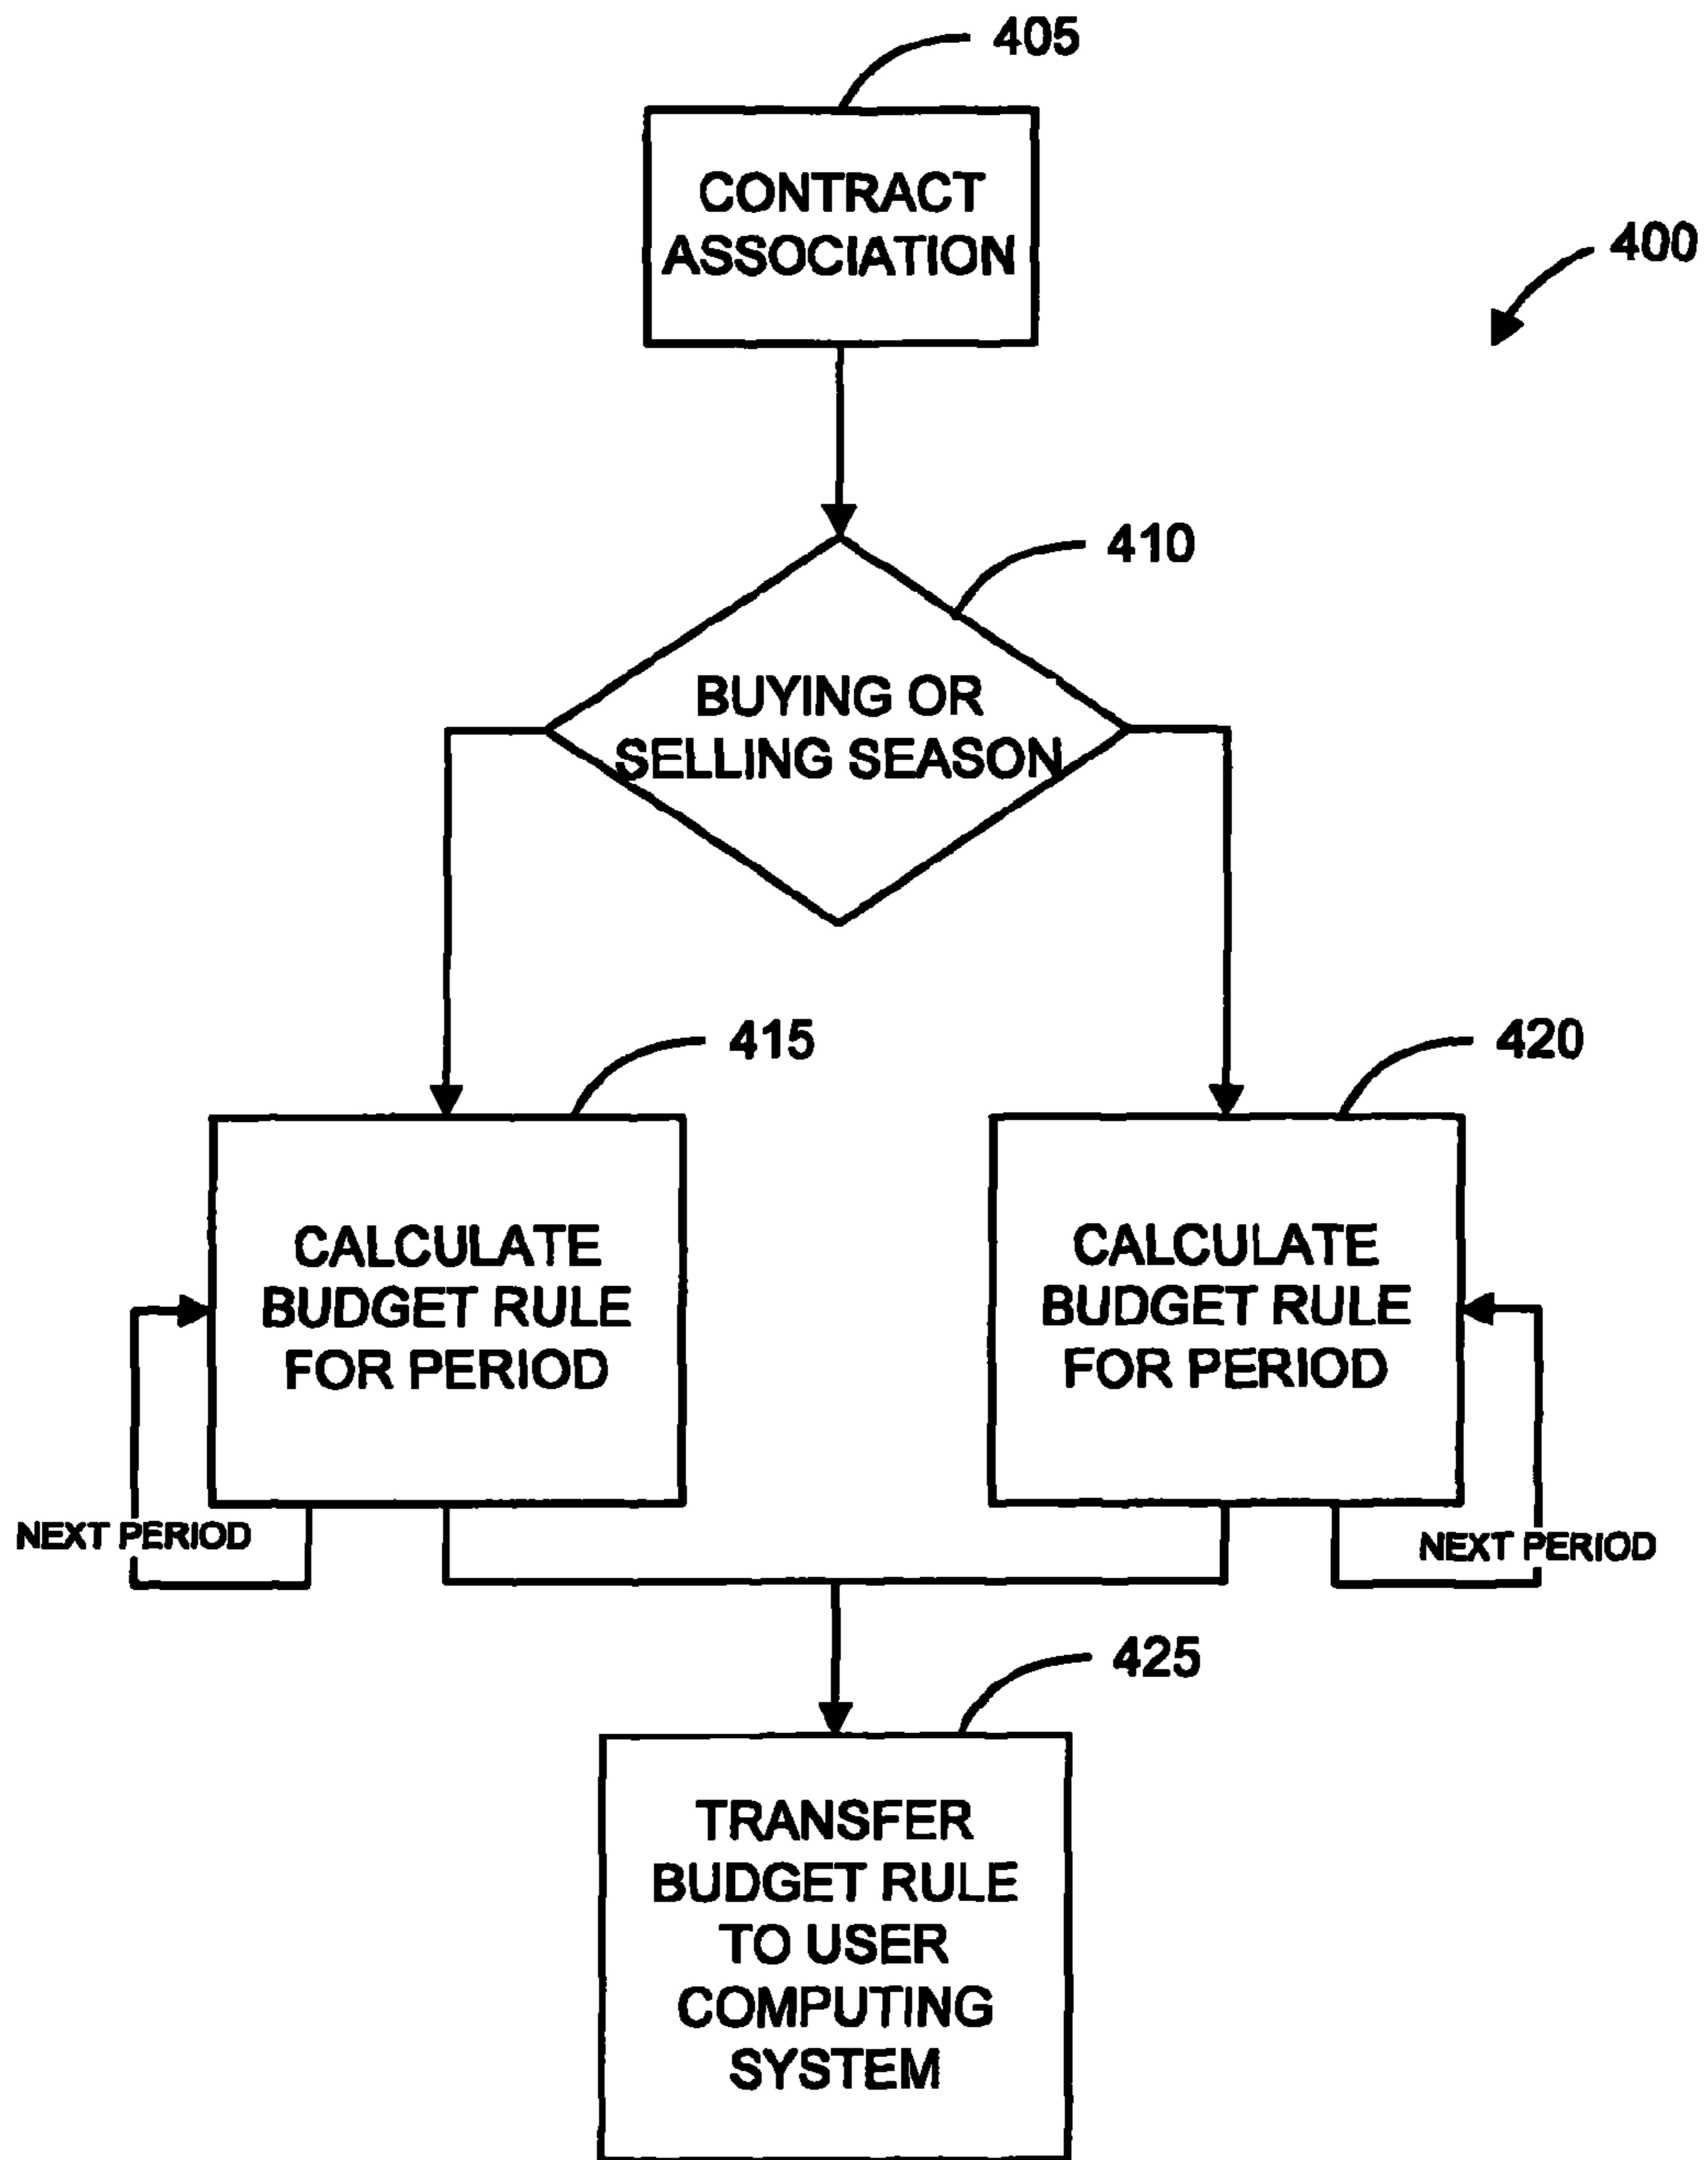 405
CONTRACT
ASSOCIATION
400
410
BUYING OR
SELLING SEASON
415
420
CALCULATE
BUDGET RULE
FOR PERIOD
CALCULATE
BUDGET RULE
FOR PERIOD
NEXT PERIOD
NEXT PERIOD
425
TRANSFER
BUDGET RULE
TO USER
COMPUTING
SYSTEM